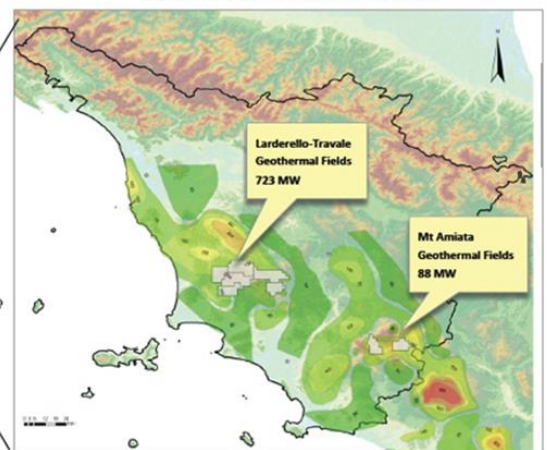 Larderello-Travale
Geothermal Fields
723 MW
Mt Amiata
Geothermal Fields
88 MW